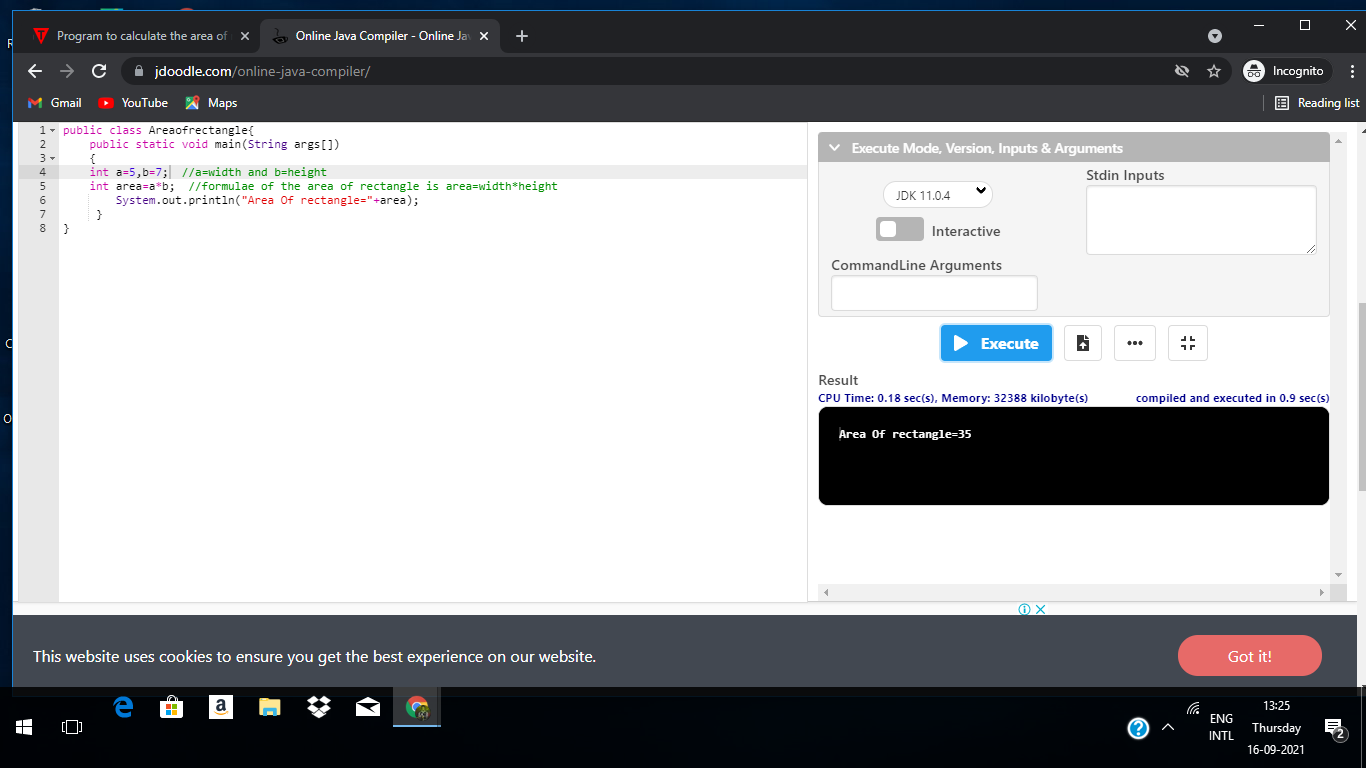 Program to calculate the area of
Online Java Compiler - Online Ja
jdoodle.com/online-java-compiler/
Incognito
Gmail
YouTube
Maps
Reading list
1 public class Areaofrectangle{
2 public static void main(String args[])
3 {
4 int a=5,b=7; //a=width and b=height
5 int area=a*b; //formulae of the area of rectangle is area=width*height
6 System.out.println("Area Of rectangle="+area);
7 }
8 }
Execute Mode, Version, Inputs & Arguments
JDK 11.0.4
Interactive
Stdin Inputs
CommandLine Arguments
Execute
Result
CPU Time: 0.18 sec(s), Memory: 32388 kilobyte(s)
compiled and executed in 0.9 sec(s)
Area Of rectangle=35
This website uses cookies to ensure you get the best experience on our website.
Got it!
ENG
INTL
13:25
Thursday
16-09-2021
2